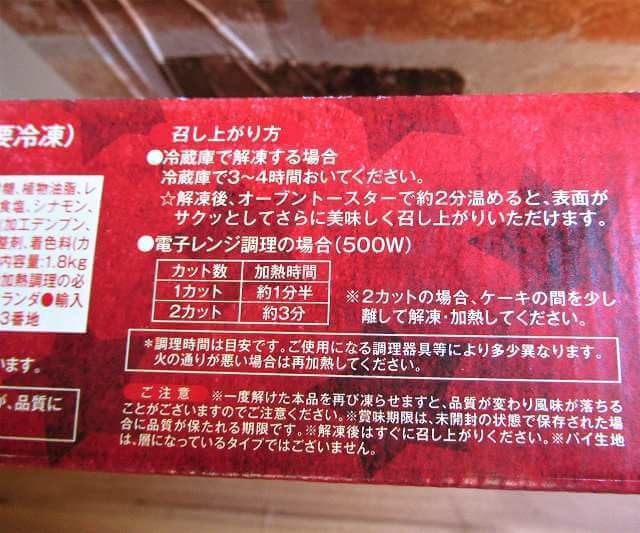 要冷凍)
糖、植物油脂、レ
食塩、シナモン、
加工デンプン、
整剤、着色料(カ
内容量:1.8kg
加熱調理の必
ランダ●輸入
3番地
います。
が、品質に
召し上がり方
●冷蔵庫で解凍する場合
冷蔵庫で3〜4時間おいてください。
☆解凍後、オーブントースターで約2分温めると、表面が
サクッとしてさらに美味しく召し上がりいただけます。
●電子レンジ調理の場合(500W)
カット数 加熱時間
1カット 約1分半
2カット 約3分
※2カットの場合、ケーキの間を少し
離して解凍・加熱してください。
*調理時間は目安です。ご使用になる調理器具等により多少異なります。
火の通りが悪い場合は再加熱してください。
ご注意 ※一度解けた本品を再び凍らせますと、品質が変わり風味が落ちる
ことがございますのでご注意ください。※賞味期限は、未開封の状態で保存された場
合に品質が保たれる期限です。※解凍後はすぐに召し上がりください。※パイ生地
は、層になっているタイプではございません。